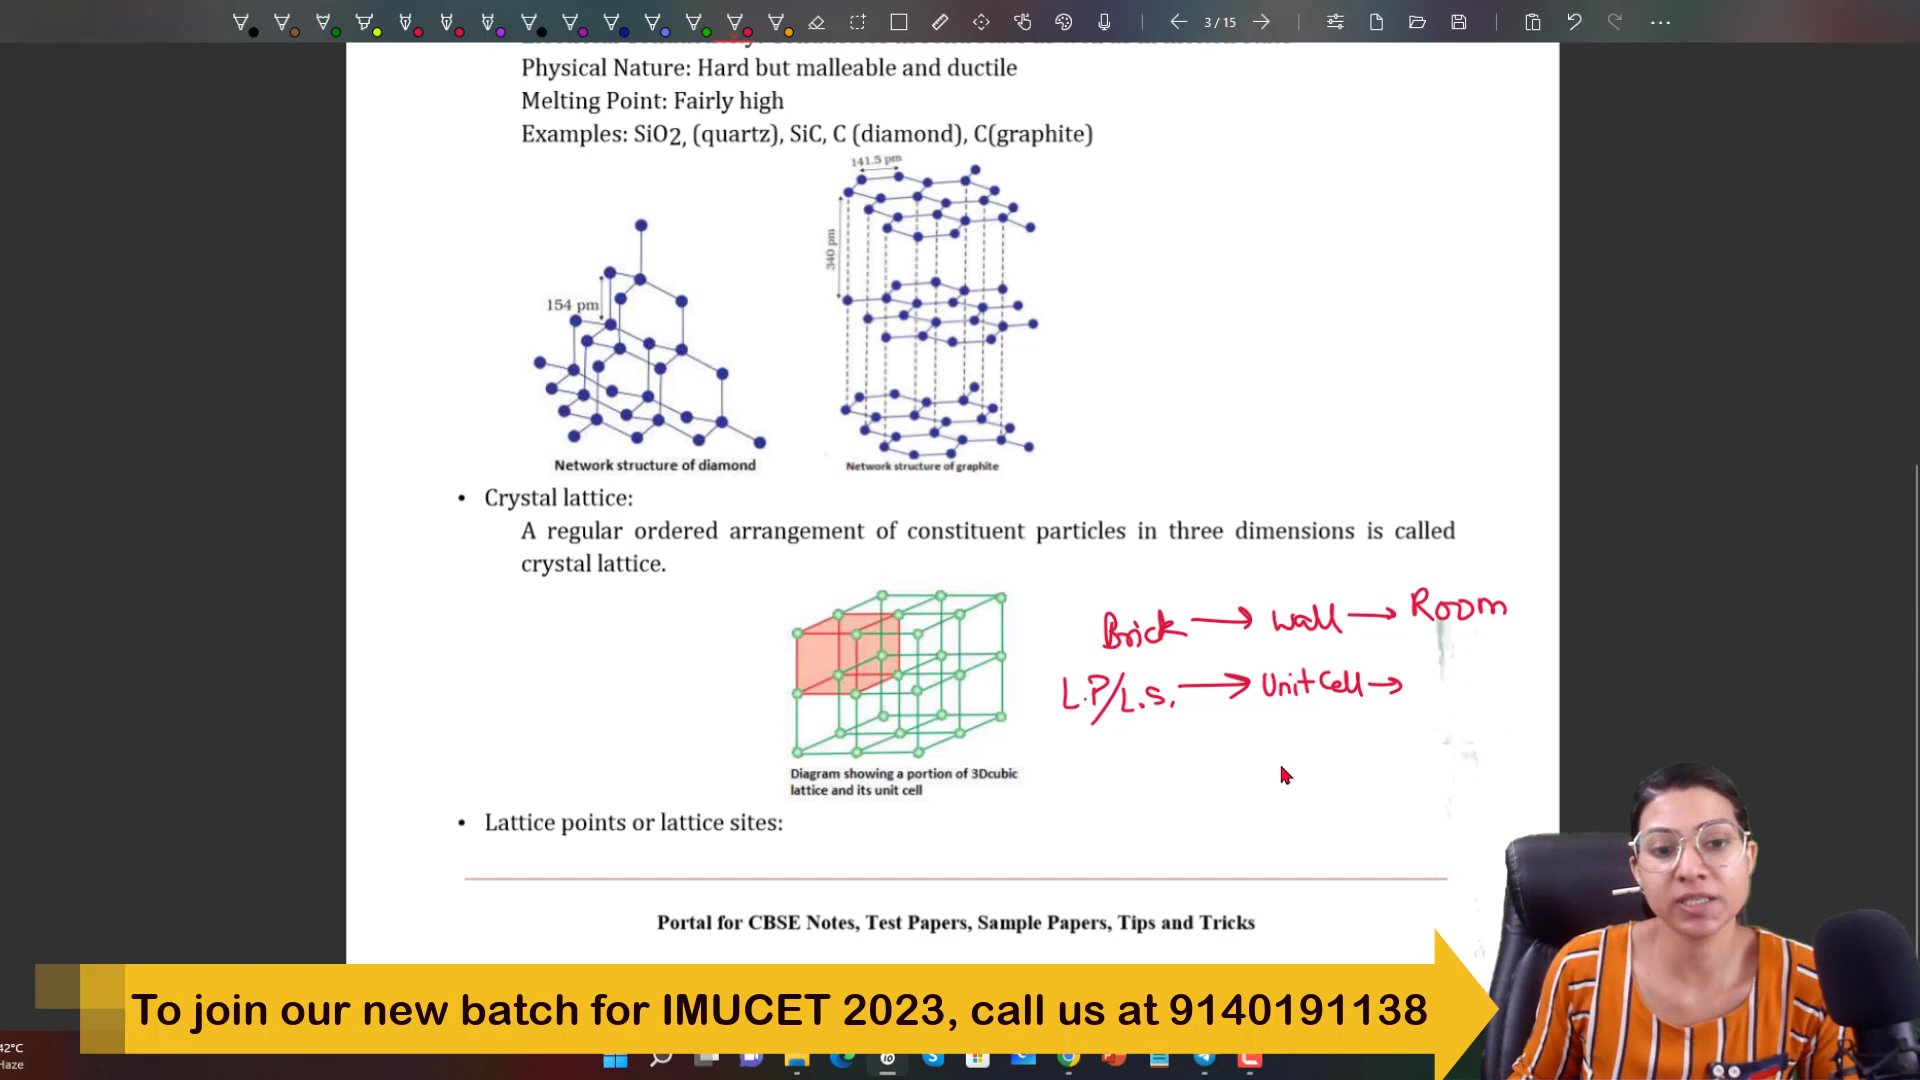 3 / 15
Physical Nature: Hard but malleable and ductile
Melting Point: Fairly high
Examples: SiO2, (quartz), SiC, C (diamond), C(graphite)
141.5 pm
340 pm
154 pm
Network structure of diamond
Network structure of graphite
• Crystal lattice:
A regular ordered arrangement of constituent particles in three dimensions is called
crystal lattice.
Brick → Wall → Room
L.P/L.S. → Unit Cell →
Diagram showing a portion of 3Dcubic
lattice and its unit cell
• Lattice points or lattice sites:
Portal for CBSE Notes, Test Papers, Sample Papers, Tips and Tricks
To join our new batch for IMUCET 2023, call us at 9140191138
42°C
Haze